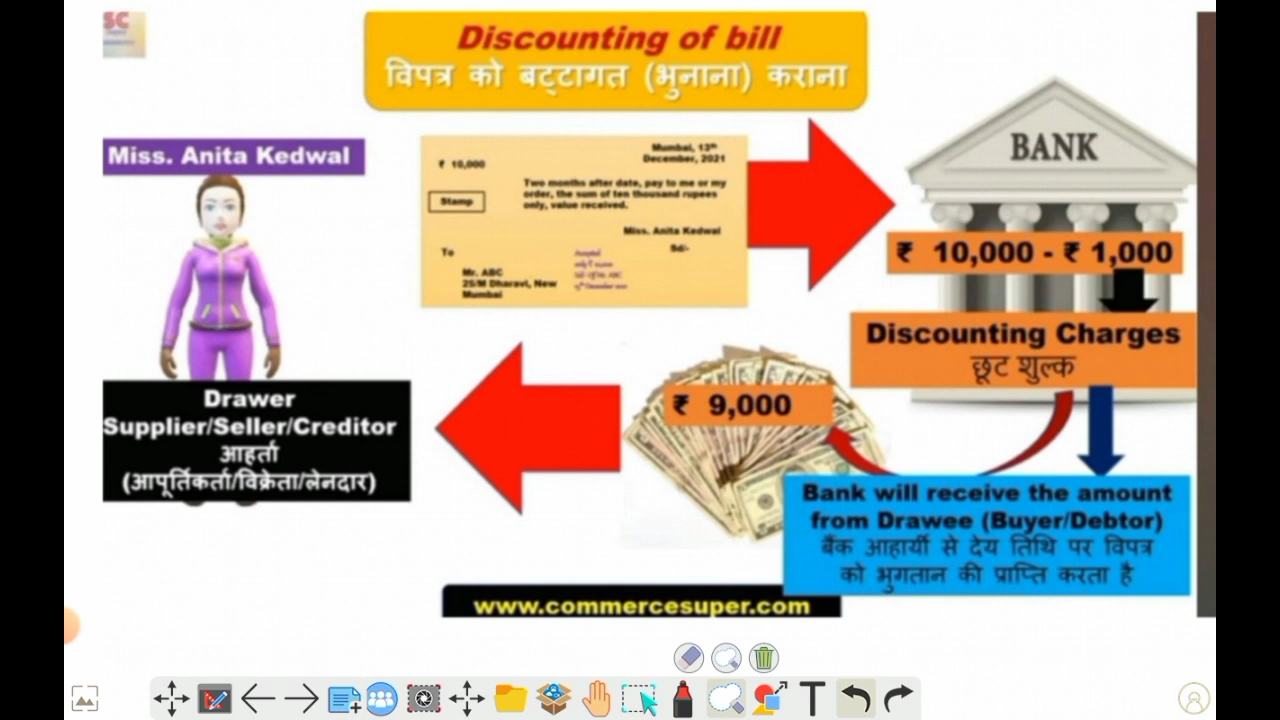 SC
Discounting of bill
विपत्र को बट्टागत (भुनाना) कराना
Miss. Anita Kedwal
Mumbai, 13th
December, 2021
₹ 10,000
Two months after date, pay to me or my
order, the sum of ten thousand rupees
only, value received.
Stamp
Miss. Anita Kedwal
Sd/-
To
Accepted
Mr. ABC
25/M Dharavi, New
Mumbai
BANK
₹ 10,000 - ₹ 1,000
Discounting Charges
छूट शुल्क
₹ 9,000
Drawer
Supplier/Seller/Creditor
आहर्ता
(आपूर्तिकर्ता/विक्रेता/लेनदार)
Bank will receive the amount
from Drawee (Buyer/Debtor)
बैंक आहार्यी से देय तिथि पर विपत्र
को भुगतान की प्राप्ति करता है
www.commercesuper.com
T